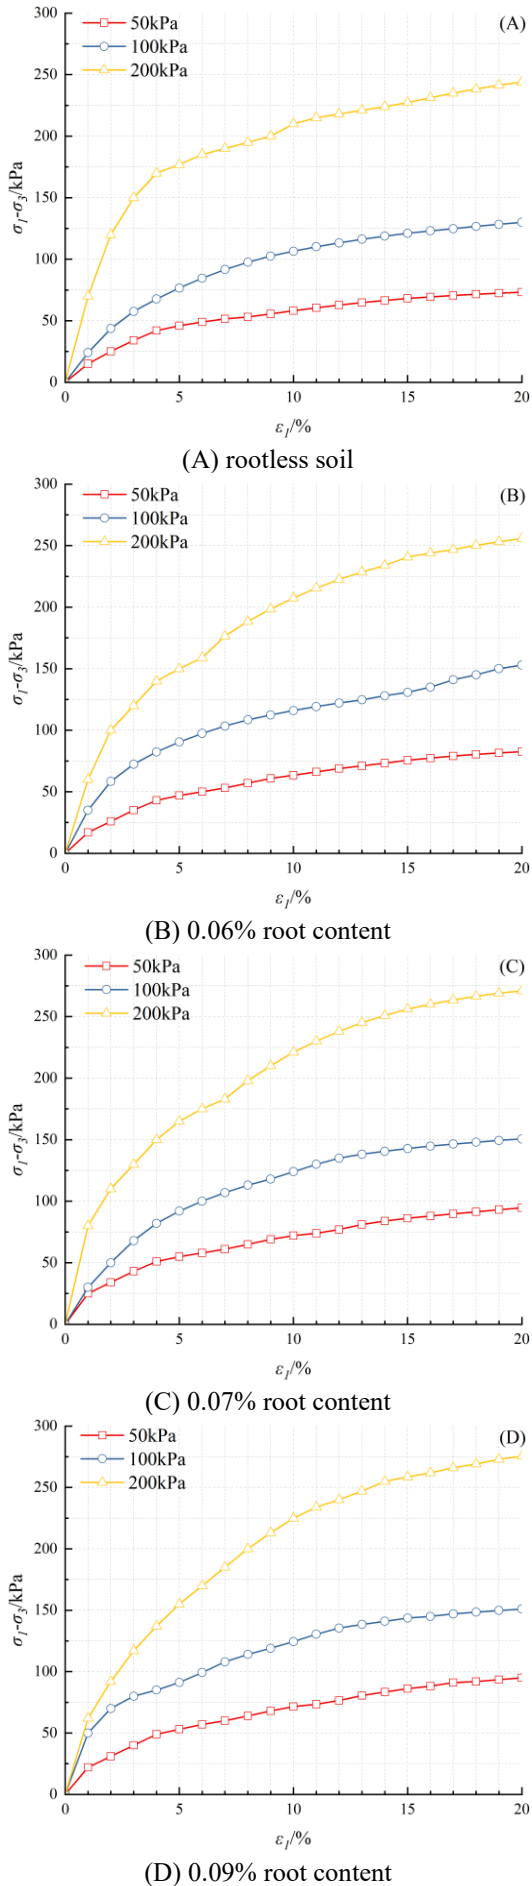 300
250
200
150
100
50
0
σ1-σ3/kPa
50kPa
100kPa
200kPa
(A)
0 5 10 15 20
ε1/%
(A) rootless soil
300
250
200
150
100
50
0
σ1-σ3/kPa
50kPa
100kPa
200kPa
(B)
0 5 10 15 20
ε1/%
(B) 0.06% root content
300
250
200
150
100
50
0
σ1-σ3/kPa
50kPa
100kPa
200kPa
(C)
0 5 10 15 20
ε1/%
(C) 0.07% root content
300
250
200
150
100
50
0
σ1-σ3/kPa
50kPa
100kPa
200kPa
(D)
0 5 10 15 20
ε1/%
(D) 0.09% root content